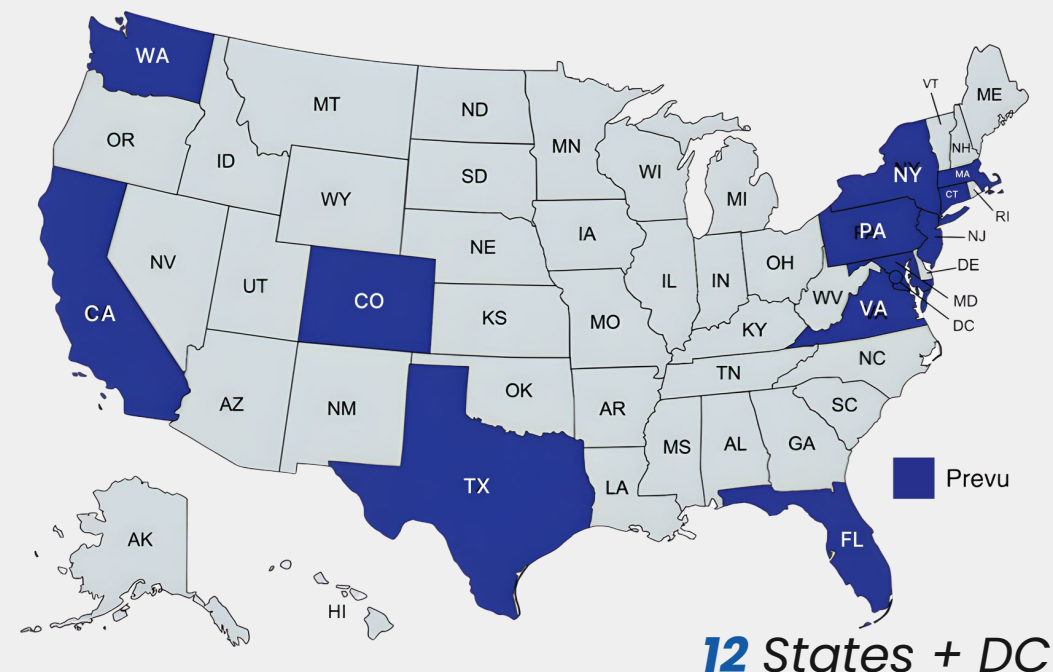 WA
MT
ND
MN
VT
ME
OR
ID
SD
WI
NH
WY
MI
NY
MA
CT
RI
IA
NE
PA
NJ
NV
UT
IL
IN
OH
DE
CO
WV
MD
CA
KS
MO
VA
DC
KY
NC
TN
AZ
NM
OK
AR
SC
MS
AL
GA
TX
LA
Prevu
AK
FL
HI
12 States + DC